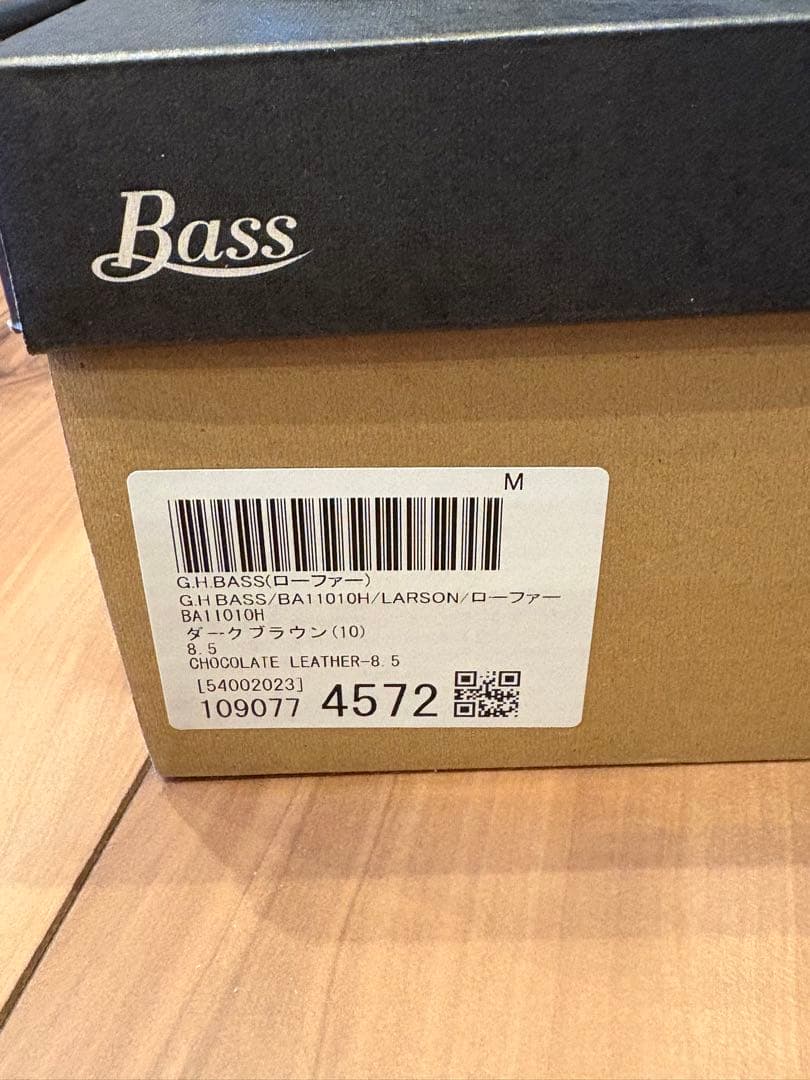 Bass
M
G.H.BASS(ローファー)
G.H BASS/BA11010H/LARSON/ローファー
BA11010H
ダークブラウン(10)
8.5
CHOCOLATE LEATHER-8.5
[54002023]
109077 4572